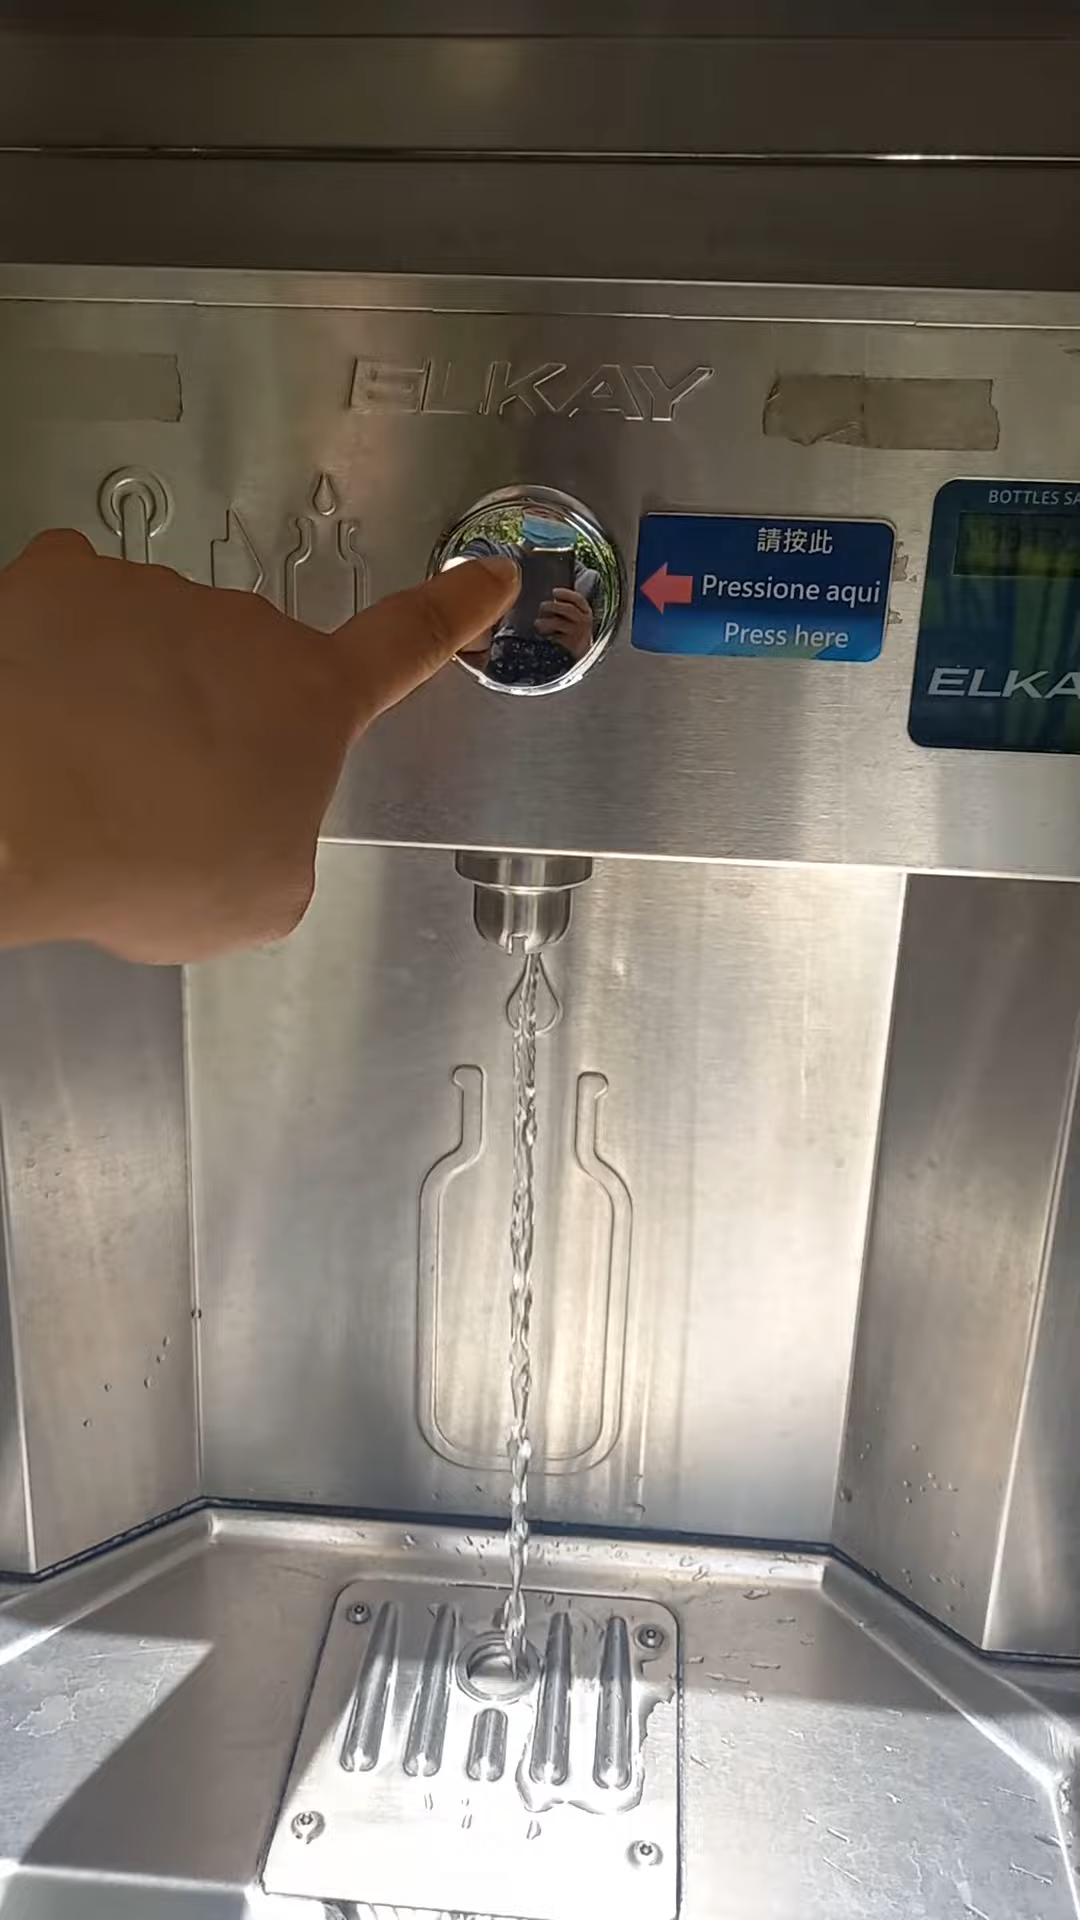 ELKAY
請按此
Pressione aqui
Press here
BOTTLES SA
ELKA